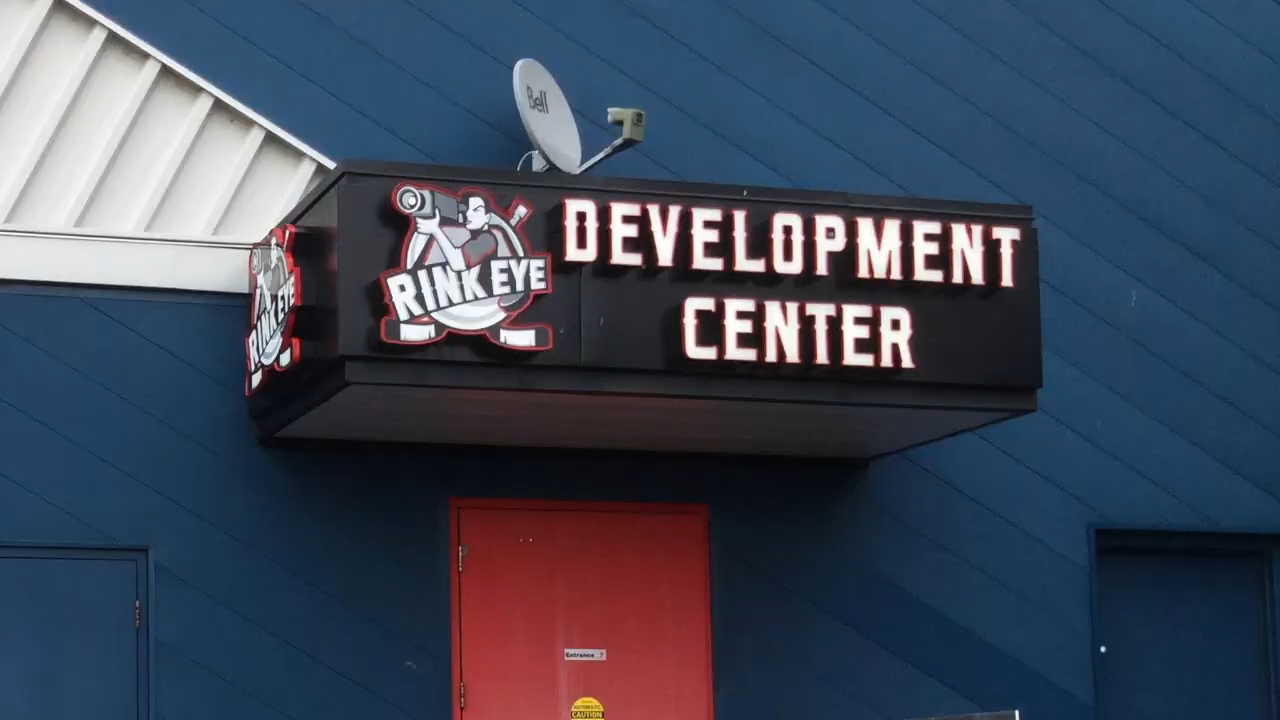 Bell
RINK EYE
RINK EYE
DEVELOPMENT
CENTER
Entrance
CAUTION